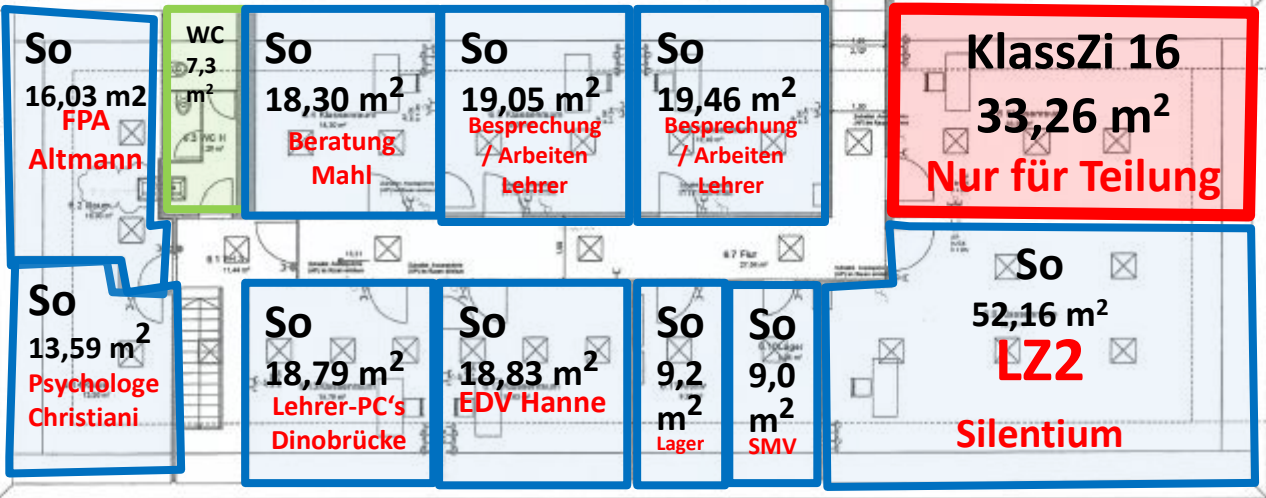 So
16,03 m2
FPA
Altmann
WC
7,3
m²
So
18,30 m²
Beratung
Mahl
So
19,05 m²
Besprechung
/ Arbeiten
Lehrer
So
19,46 m²
Besprechung
/ Arbeiten
Lehrer
KlassZi 16
33,26 m²
Nur für Teilung
6.7 Flur
So
13,59 m²
Psychologe
Christiani
So
18,79 m²
Lehrer-PC‘s
Dinobrücke
So
18,83 m²
EDV Hanne
So
9,2
m²
Lager
So
9,0
m²
SMV
So
52,16 m²
LZ2
Silentium